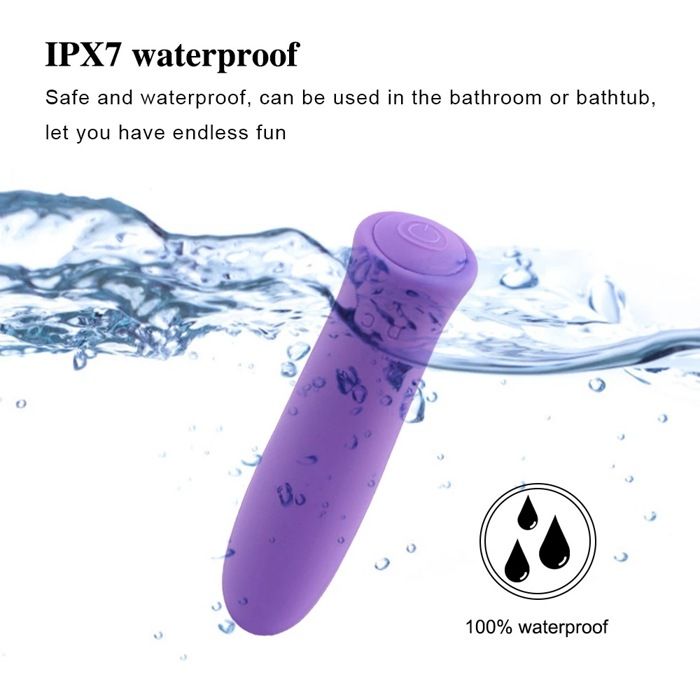 IPX7 waterproof
Safe and waterproof, can be used in the bathroom or bathtub,
let you have endless fun
100% waterproof